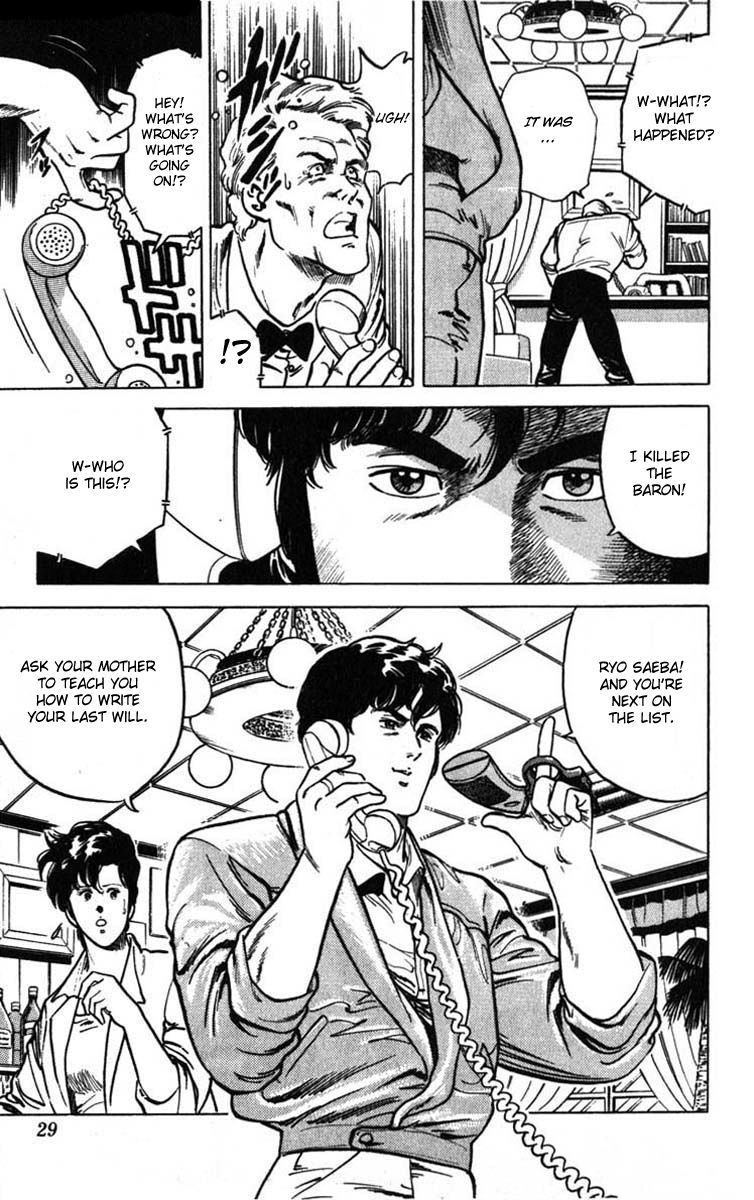 W-WHAT!?
WHAT
HAPPENED?
IT WAS
...
UGH!
!?
HEY!
WHAT'S
WRONG?
WHAT'S
GOING
ON!?
I KILLED
THE
BARON!
W-WHO
IS THIS!?
RYO SAEBA!
AND YOU'RE
NEXT ON
THE LIST.
ASK YOUR MOTHER
TO TEACH YOU
HOW TO WRITE
YOUR LAST WILL.
29